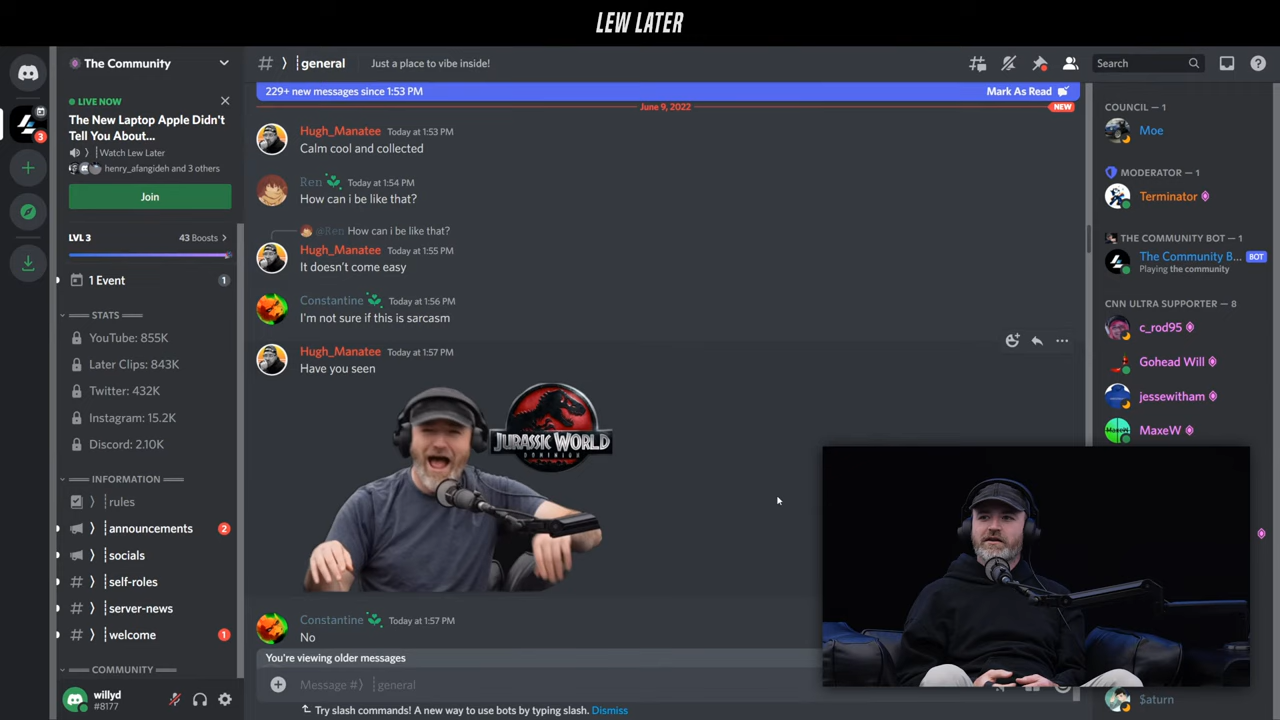 LEW LATER
The Community
LIVE NOW
The New Laptop Apple Didn't
Tell You About...
Watch Lew Later
henry_afangideh and 3 others
Join
LVL 3
43 Boosts
1 Event
1
STATS
YouTube: 855K
Later Clips: 843K
Twitter: 432K
Instagram: 15.2K
Discord: 2.10K
INFORMATION
rules
announcements
2
socials
self-roles
server-news
welcome
1
COMMUNITY
willyd
#8177
3
# general
Just a place to vibe inside!
Search
229+ new messages since 1:53 PM
Mark As Read
June 9, 2022
NEW
Hugh_Manatee Today at 1:53 PM
Calm cool and collected
Ren Today at 1:54 PM
How can i be like that?
@Ren How can i be like that?
Hugh_Manatee Today at 1:55 PM
It doesn't come easy
Constantine Today at 1:56 PM
I'm not sure if this is sarcasm
Hugh_Manatee Today at 1:57 PM
Have you seen
JURASSIC WORLD
DOMINION
Constantine Today at 1:57 PM
No
You're viewing older messages
Message # general
Try slash commands! A new way to use bots by typing slash. Dismiss
COUNCIL — 1
Moe
MODERATOR — 1
Terminator
THE COMMUNITY BOT — 1
The Community B... BOT
Playing the community
CNN ULTRA SUPPORTER — 8
c_rod95
Gohead Will
jessewitham
MaxeW
$aturn